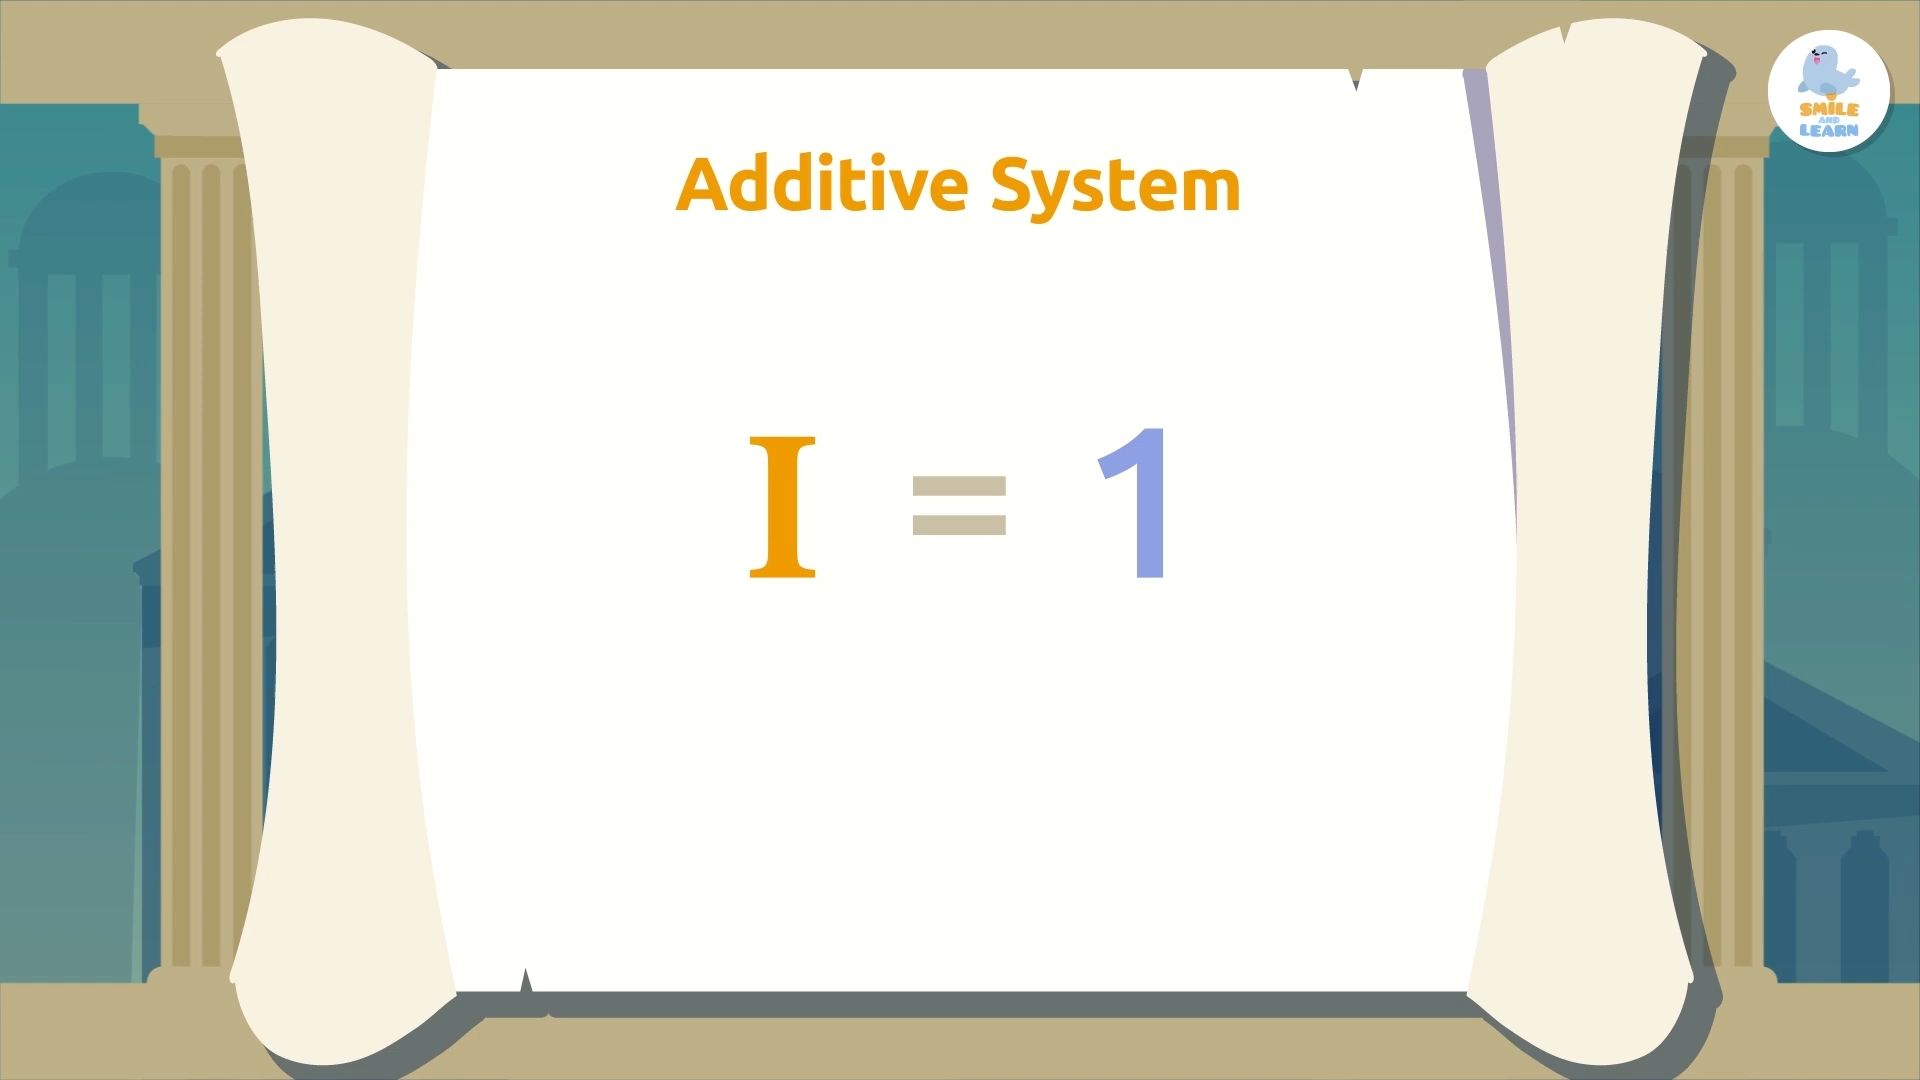 Additive System
I = 1
SMILE
AND
LEARN